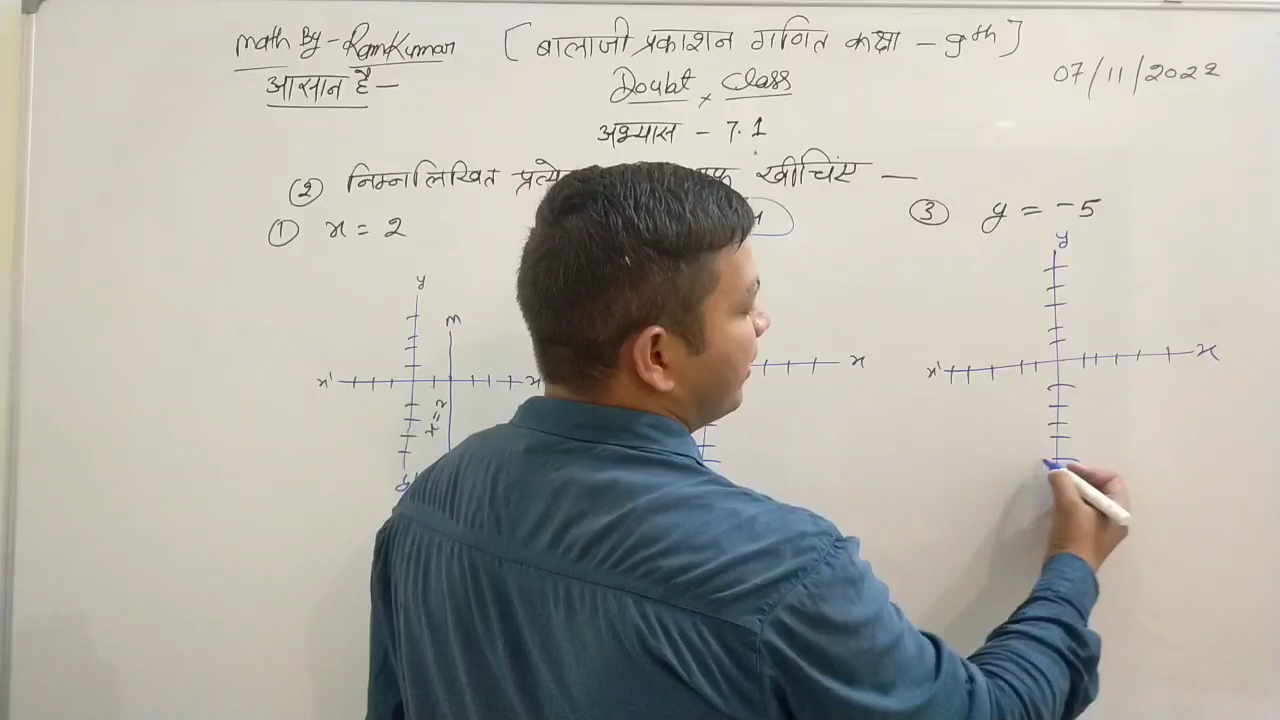 Math By - RamKumar [ बालाजी प्रकाशन गणित कक्षा - 9th ]
आसान है - Doubt x Class 07/11/2022
अभ्यास - 7.1
② निम्नलिखित खीचिंए —
① x = 2 ③ y = -5
y
y
m
x' x x' x
x = 2